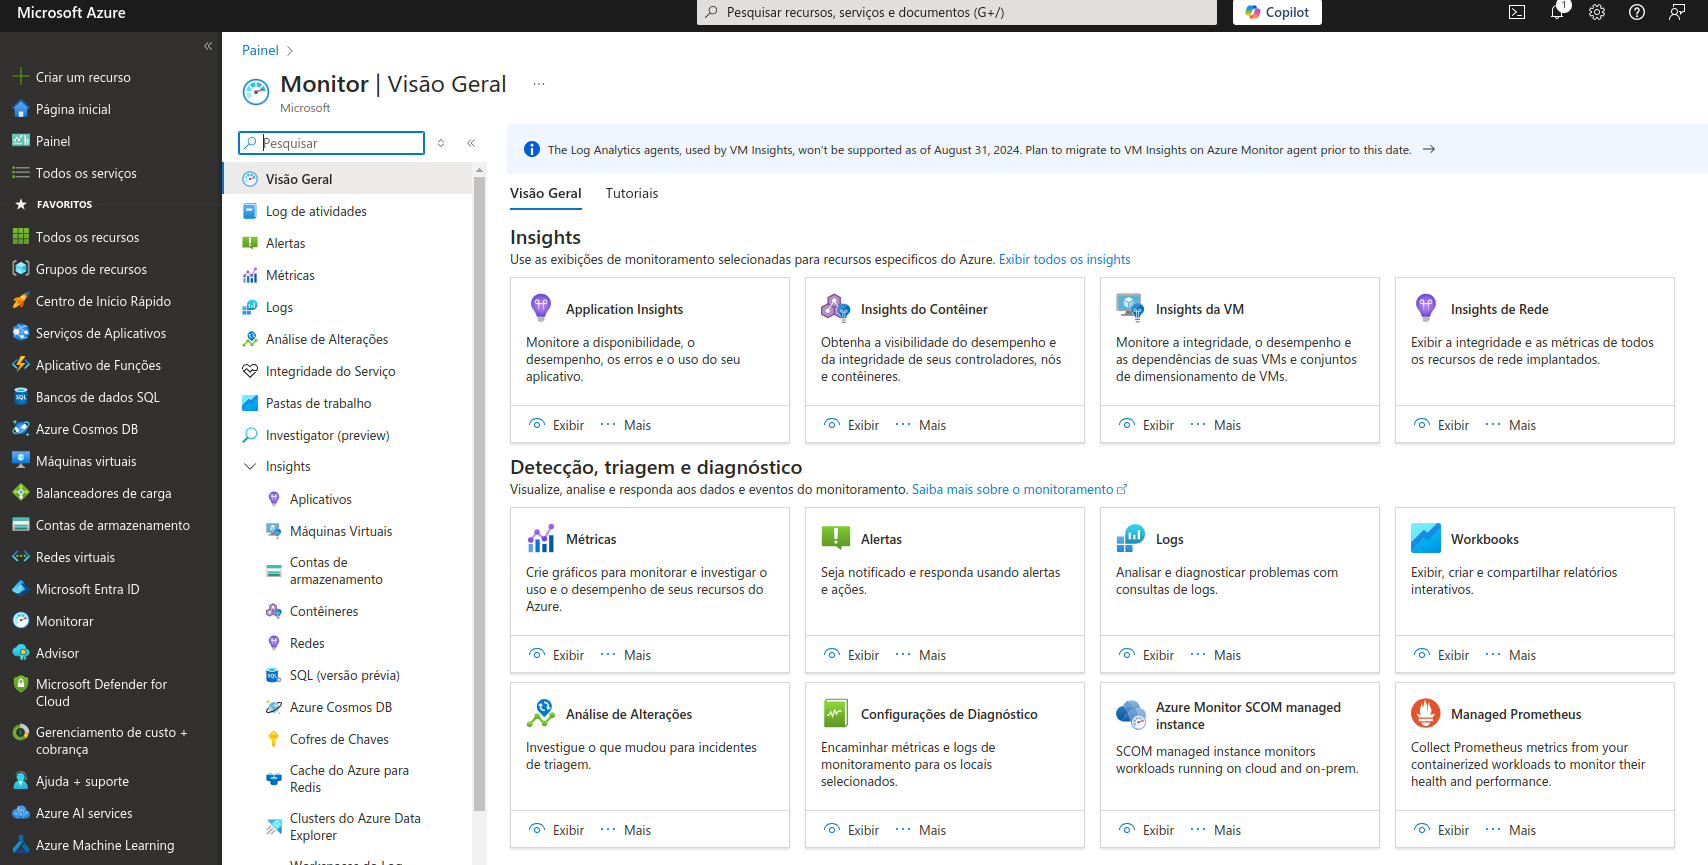 Microsoft Azure
Pesquisar recursos, serviços e documentos (G+/)
Copilot
1
Criar um recurso
Página inicial
Painel
Todos os serviços
FAVORITOS
Todos os recursos
Grupos de recursos
Centro de Início Rápido
Serviços de Aplicativos
Aplicativo de Funções
Bancos de dados SQL
Azure Cosmos DB
Máquinas virtuais
Balanceadores de carga
Contas de armazenamento
Redes virtuais
Microsoft Entra ID
Monitorar
Advisor
Microsoft Defender for
Cloud
Gerenciamento de custo +
cobrança
Ajuda + suporte
Azure AI services
Azure Machine Learning
Painel
Monitor | Visão Geral
Microsoft
Pesquisar
Visão Geral
Log de atividades
Alertas
Métricas
Logs
Análise de Alterações
Integridade do Serviço
Pastas de trabalho
Investigator (preview)
Insights
Aplicativos
Máquinas Virtuais
Contas de
armazenamento
Contêineres
Redes
SQL (versão prévia)
Azure Cosmos DB
Cofres de Chaves
Cache do Azure para
Redis
Clusters do Azure Data
Explorer
The Log Analytics agents, used by VM Insights, won't be supported as of August 31, 2024. Plan to migrate to VM Insights on Azure Monitor agent prior to this date.
Visão Geral Tutoriais
Insights
Use as exibições de monitoramento selecionadas para recursos específicos do Azure. Exibir todos os insights
Application Insights
Monitore a disponibilidade, o
desempenho, os erros e o uso do seu
aplicativo.
Exibir ... Mais
Insights do Contêiner
Obtenha a visibilidade do desempenho e
da integridade de seus controladores, nós
e contêineres.
Exibir ... Mais
Insights da VM
Monitore a integridade, o desempenho e
as dependências de suas VMs e conjuntos
de dimensionamento de VMs.
Exibir ... Mais
Insights de Rede
Exibir a integridade e as métricas de todos
os recursos de rede implantados.
Exibir ... Mais
Detecção, triagem e diagnóstico
Visualize, analise e responda aos dados e eventos do monitoramento. Saiba mais sobre o monitoramento
Métricas
Crie gráficos para monitorar e investigar o
uso e o desempenho de seus recursos do
Azure.
Exibir ... Mais
Alertas
Seja notificado e responda usando alertas
e ações.
Exibir ... Mais
Logs
Analisar e diagnosticar problemas com
consultas de logs.
Exibir ... Mais
Workbooks
Exibir, criar e compartilhar relatórios
interativos.
Exibir ... Mais
Análise de Alterações
Investigue o que mudou para incidentes
de triagem.
Exibir ... Mais
Configurações de Diagnóstico
Encaminhar métricas e logs de
monitoramento para os locais
selecionados.
Exibir ... Mais
Azure Monitor SCOM managed
instance
SCOM managed instance monitors
workloads running on cloud and on-prem.
Exibir ... Mais
Managed Prometheus
Collect Prometheus metrics from your
containerized workloads to monitor their
health and performance.
Exibir ... Mais